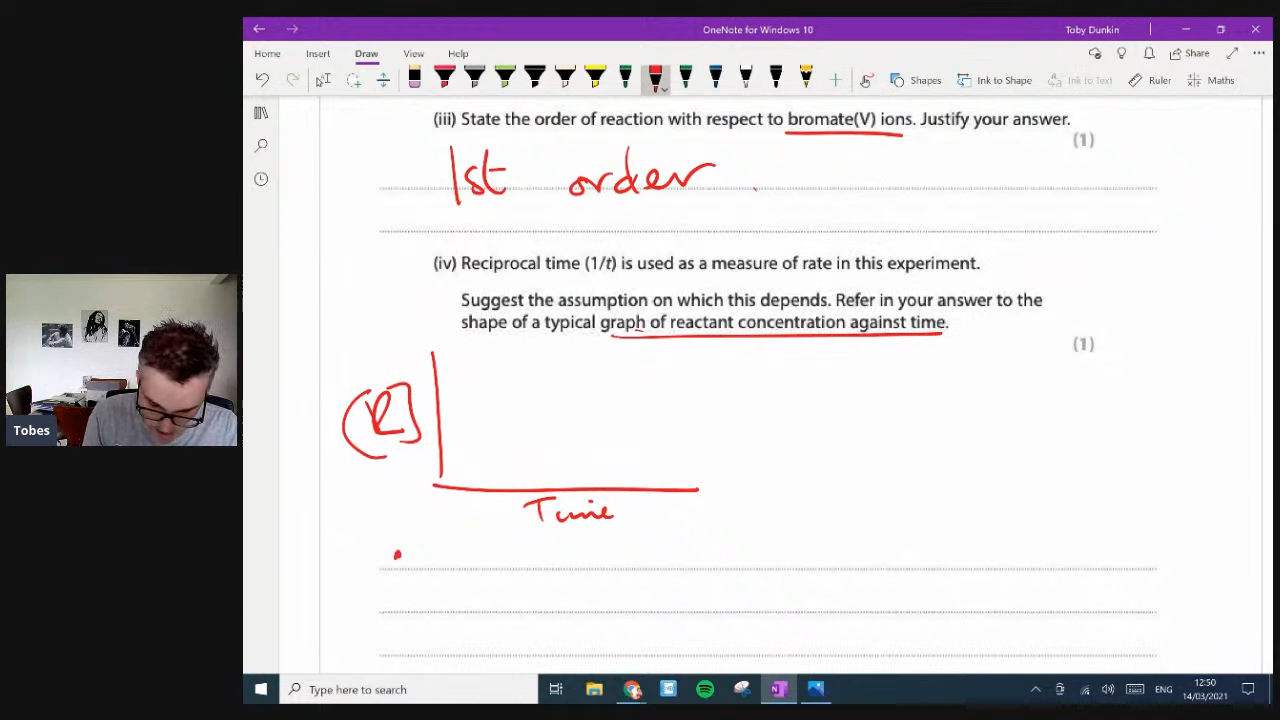 OneNote for Windows 10
Toby Dunkin
Home
Insert
Draw
View
Help
Share
Shapes
Ink to Shape
Ink to Text
Ruler
Maths
(iii) State the order of reaction with respect to bromate(V) ions. Justify your answer.
(1)
1st order
(iv) Reciprocal time (1/t) is used as a measure of rate in this experiment.
Suggest the assumption on which this depends. Refer in your answer to the
shape of a typical graph of reactant concentration against time.
(1)
[R]
Time
Tobes
Type here to search
ENG
12:50
14/03/2021